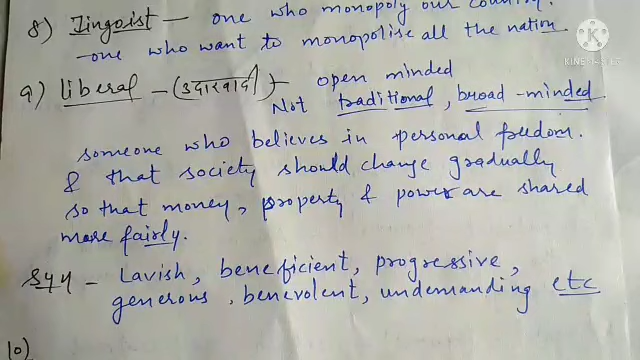 8) Jingoist – one who monopoly our country.
– one who want to monopolise all the nation
9) liberal – (उदारवादी) – open minded
Not traditional, broad-minded
someone who believes in personal freedom.
& that society should change gradually
so that money, property & power are shared
more fairly.
Syn – Lavish, beneficient, progressive,
generous, benevolent, undemanding etc
10)